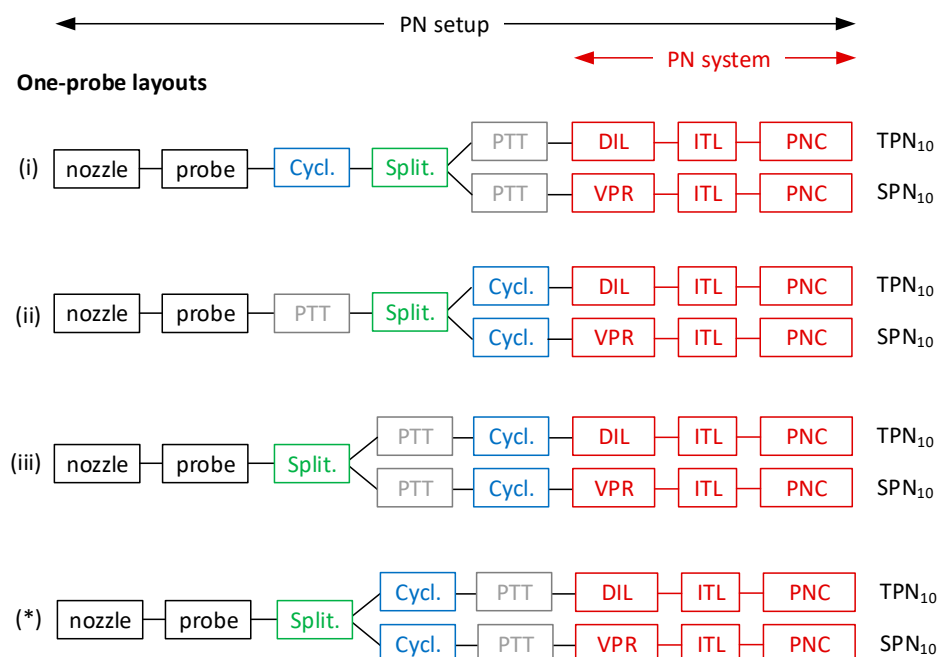 PN setup
PN system
One-probe layouts
PTT DIL ITL PNC TPN₁₀
(i) nozzle probe Cycl. Split.
PTT VPR ITL PNC SPN₁₀
Cycl. DIL ITL PNC TPN₁₀
(ii) nozzle probe PTT Split.
Cycl. VPR ITL PNC SPN₁₀
PTT Cycl. DIL ITL PNC TPN₁₀
(iii) nozzle probe Split.
PTT Cycl. VPR ITL PNC SPN₁₀
Cycl. PTT DIL ITL PNC TPN₁₀
(*) nozzle probe Split.
Cycl. PTT VPR ITL PNC SPN₁₀